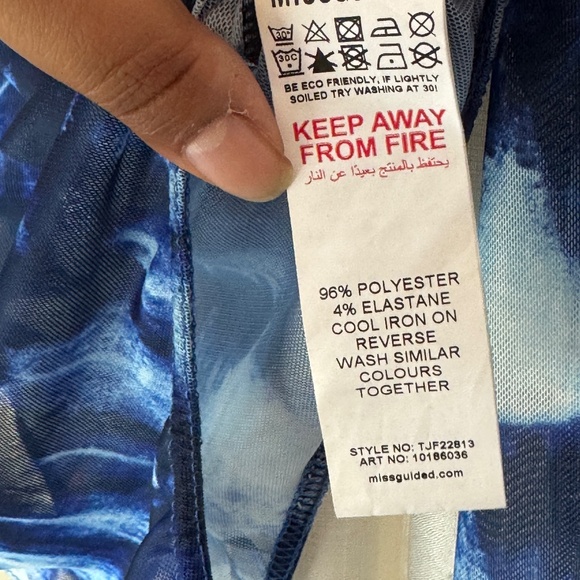 30°
30C
BE ECO FRIENDLY, IF LIGHTLY
SOILED TRY WASHING AT 30!
KEEP AWAY
FROM FIRE
يحتفظ بالمنتج بعيدًا عن النار
96% POLYESTER
4% ELASTANE
COOL IRON ON
REVERSE
WASH SIMILAR
COLOURS
TOGETHER
STYLE NO: TJF22813
ART NO: 10186036
missguided.com